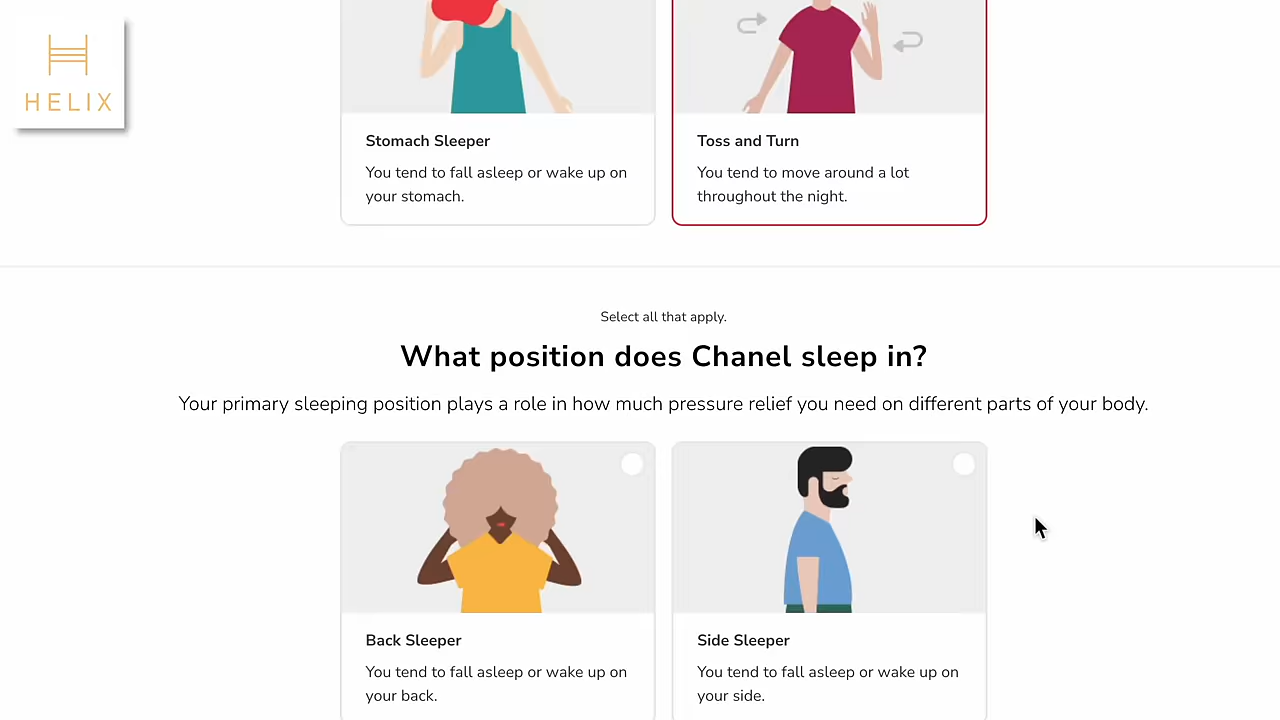 HELIX
Stomach Sleeper
You tend to fall asleep or wake up on
your stomach.
Toss and Turn
You tend to move around a lot
throughout the night.
Select all that apply.
What position does Chanel sleep in?
Your primary sleeping position plays a role in how much pressure relief you need on different parts of your body.
Back Sleeper
You tend to fall asleep or wake up on
your back.
Side Sleeper
You tend to fall asleep or wake up on
your side.